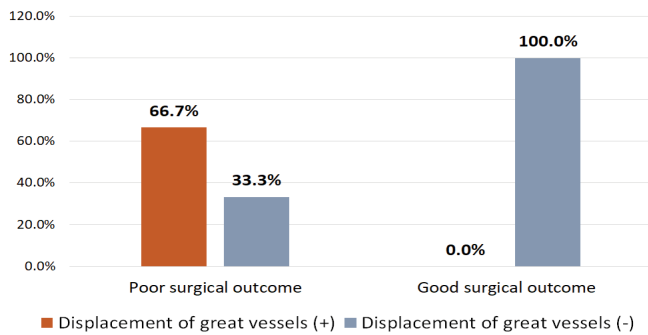 120.0%
100.0%
80.0%
60.0%
40.0%
20.0%
0.0%
66.7%
33.3%
0.0%
100.0%
Poor surgical outcome
Good surgical outcome
Displacement of great vessels (+)
Displacement of great vessels (-)